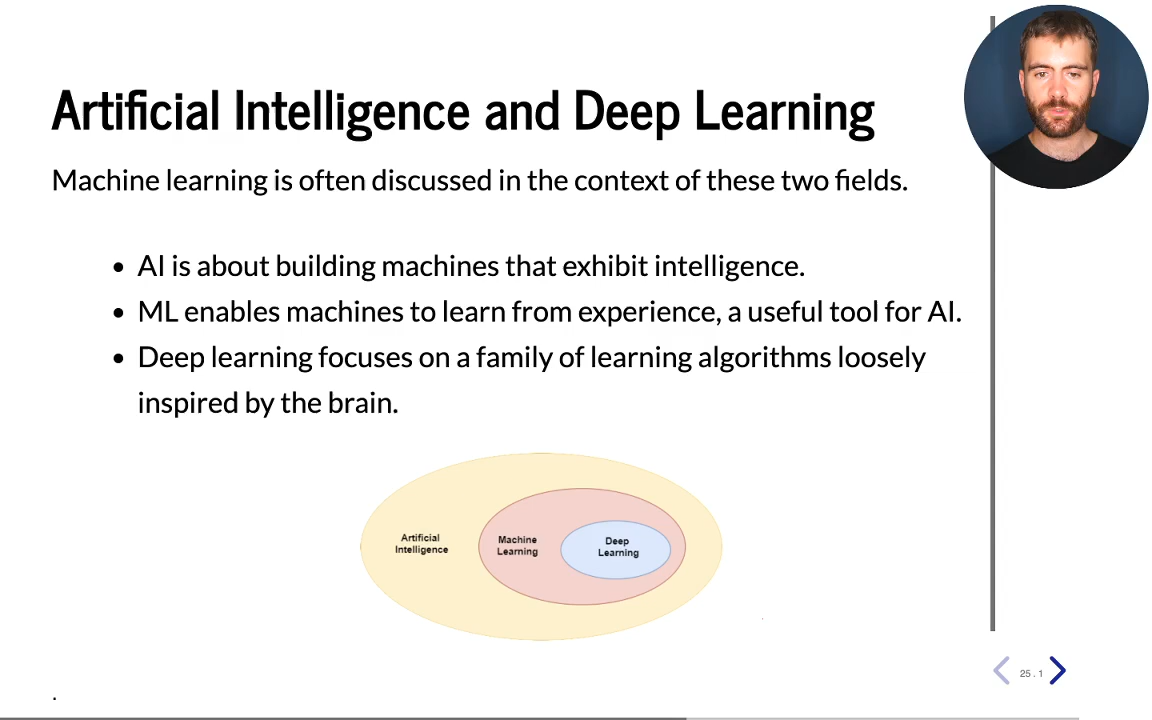 Artificial Intelligence and Deep Learning
Machine learning is often discussed in the context of these two fields.
• AI is about building machines that exhibit intelligence.
• ML enables machines to learn from experience, a useful tool for AI.
• Deep learning focuses on a family of learning algorithms loosely
inspired by the brain.
Artificial
Intelligence
Machine
Learning
Deep
Learning
25 . 1
.